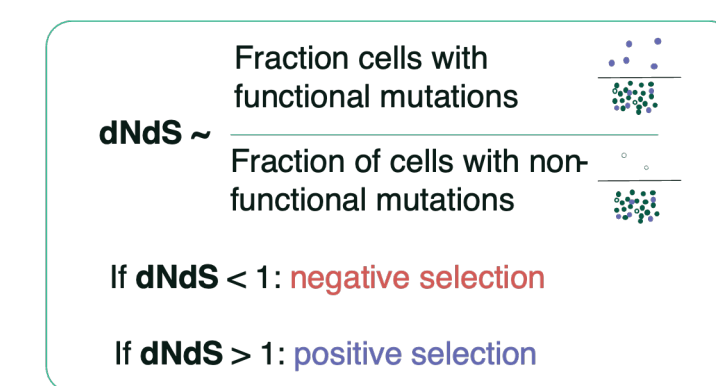 Fraction cells with
functional mutations
dNdS ~
Fraction of cells with non-
functional mutations
If dNdS < 1: negative selection
If dNdS > 1: positive selection